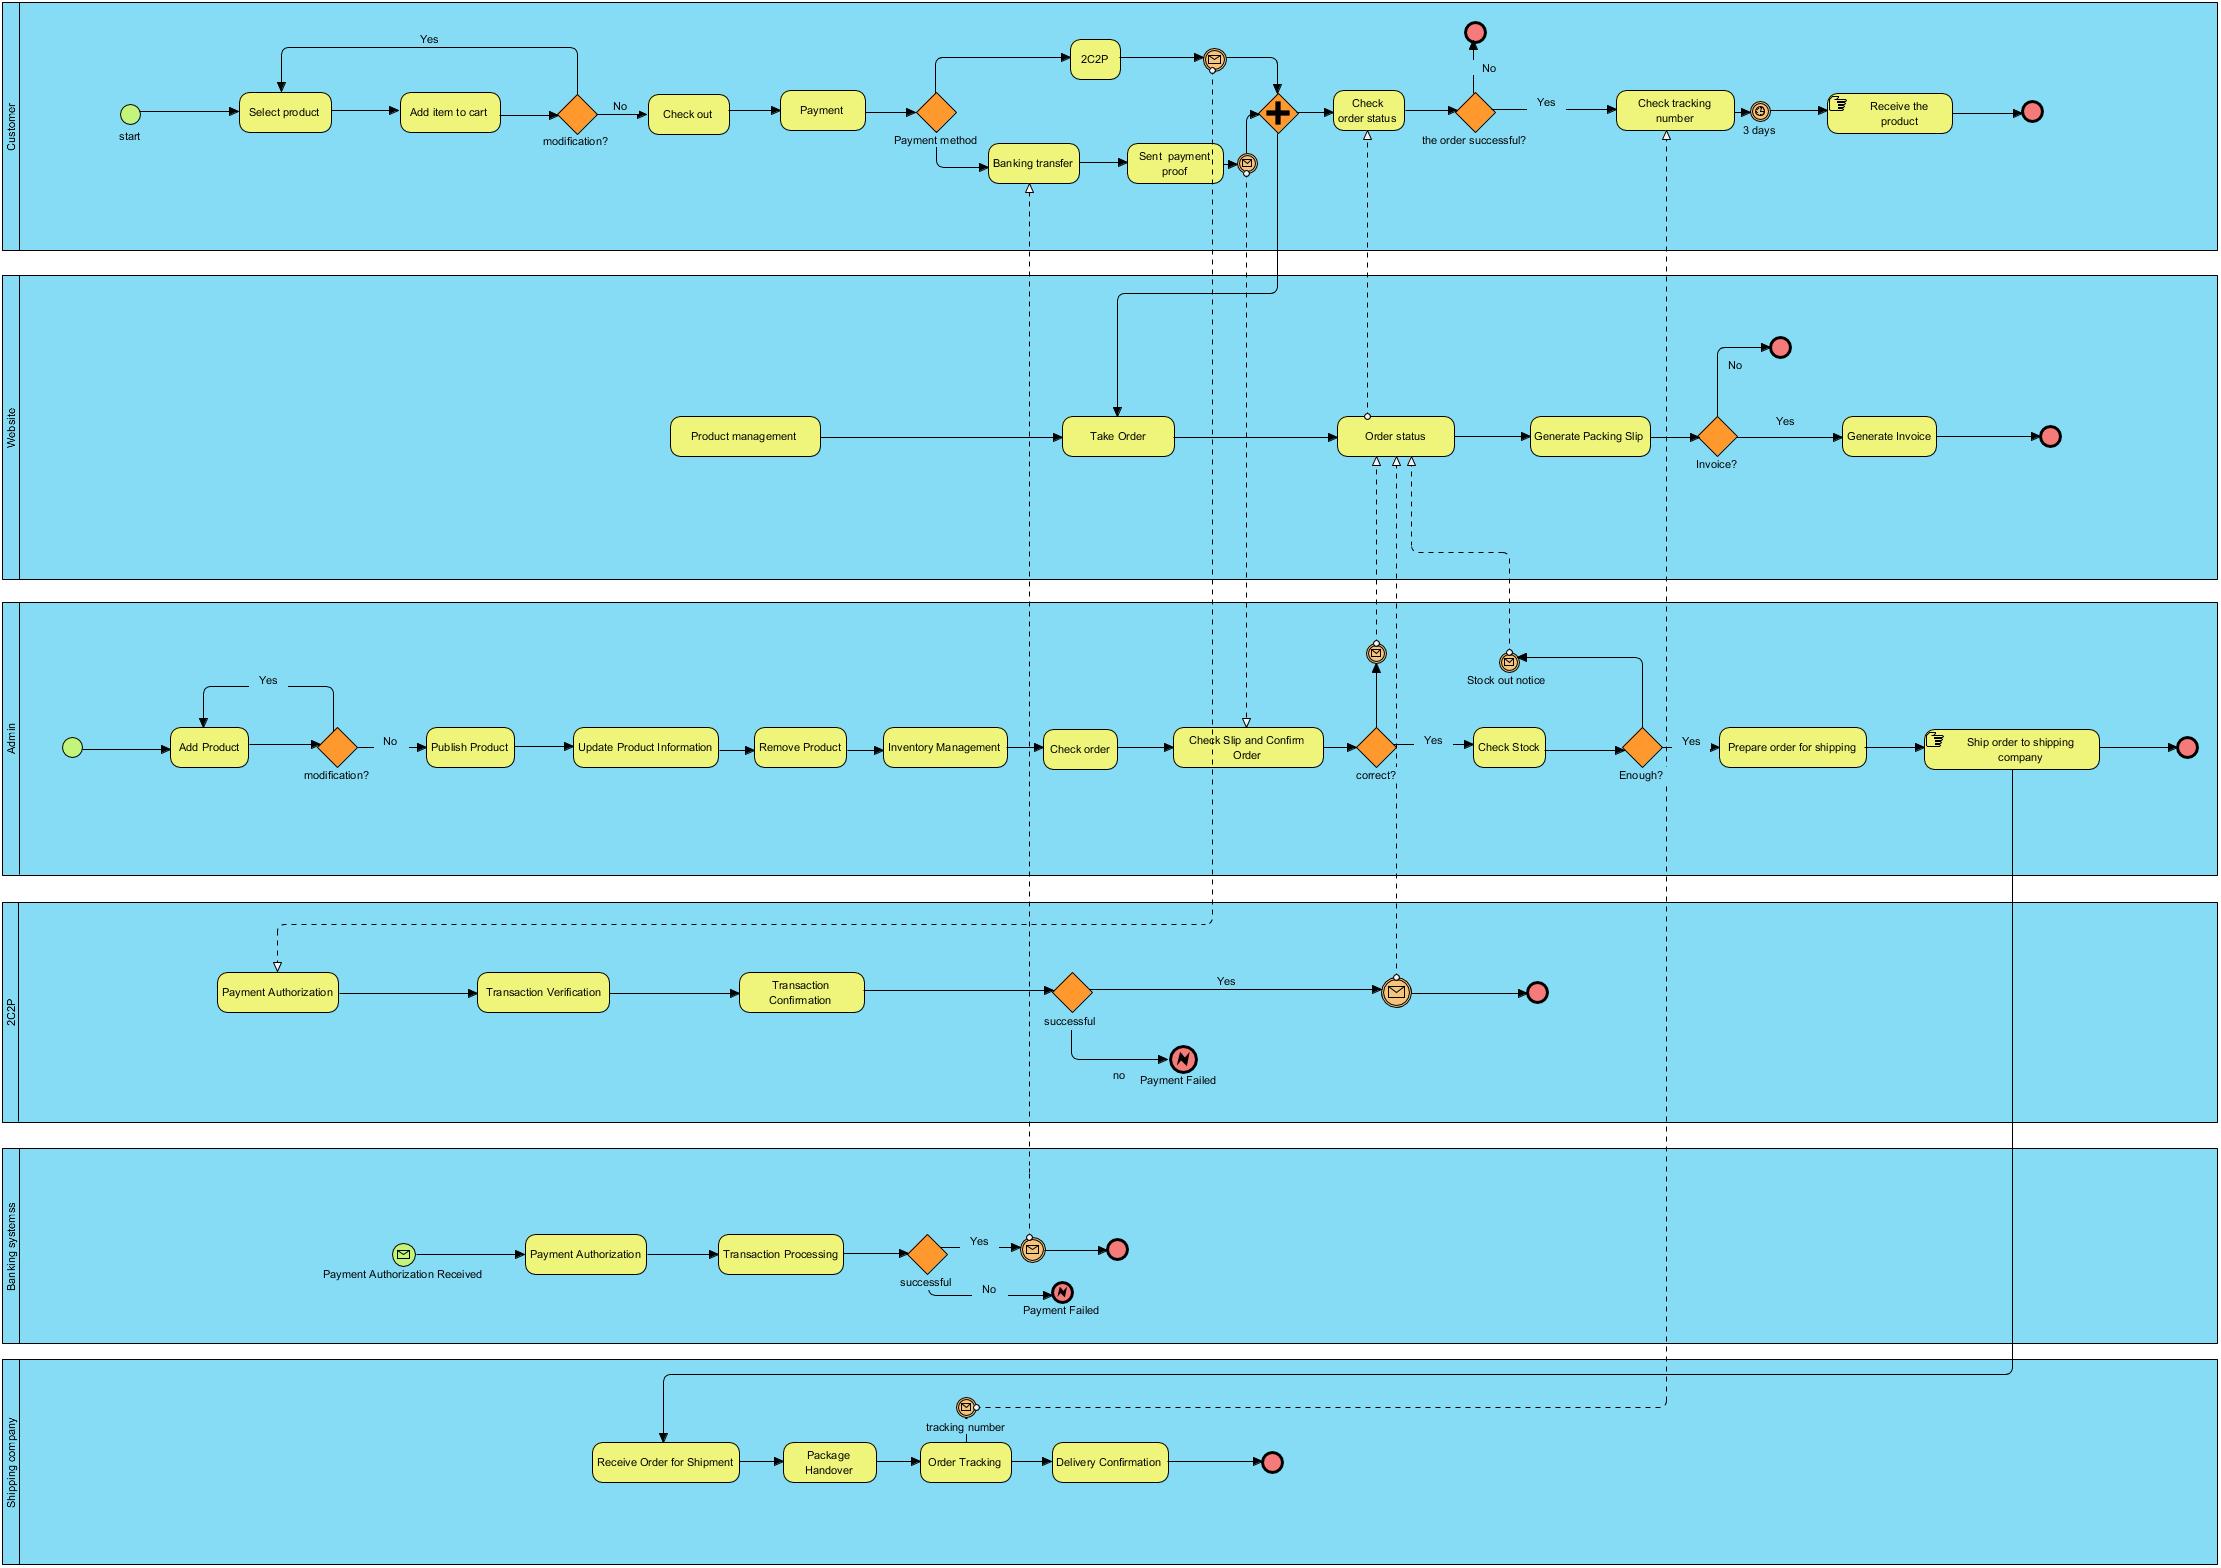 Customer
Yes
start
Select product
Add item to cart
modification?
No
Check out
Payment
Payment method
2C2P
Banking transfer
Sent payment
proof
Check
order status
No
the order successful?
Yes
Check tracking
number
3 days
Receive the
product
Website
Product management
Take Order
Order status
Generate Packing Slip
No
Invoice?
Yes
Generate Invoice
Admin
Yes
Add Product
modification?
No
Publish Product
Update Product Information
Remove Product
Inventory Management
Check order
Check Slip and Confirm
Order
correct?
Yes
Stock out notice
Check Stock
Enough?
Yes
Prepare order for shipping
Ship order to shipping
company
2C2P
Payment Authorization
Transaction Verification
Transaction
Confirmation
successful
Yes
no
Payment Failed
Banking systemss
Payment Authorization Received
Payment Authorization
Transaction Processing
successful
Yes
No
Payment Failed
Shipping company
tracking number
Receive Order for Shipment
Package
Handover
Order Tracking
Delivery Confirmation